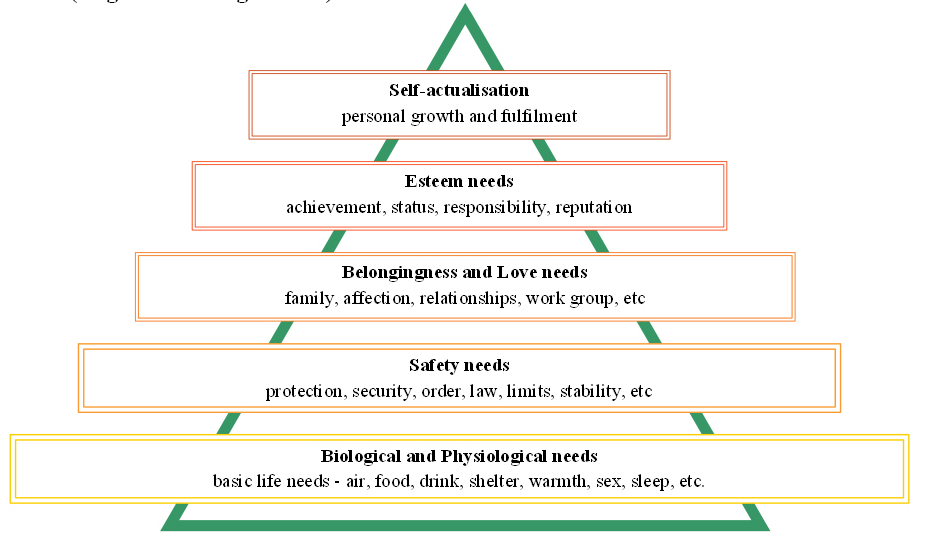 Self-actualisation
personal growth and fulfilment
Esteem needs
achievement, status, responsibility, reputation
Belongingness and Love needs
family, affection, relationships, work group, etc
Safety needs
protection, security, order, law, limits, stability, etc
Biological and Physiological needs
basic life needs - air, food, drink, shelter, warmth, sex, sleep, etc.